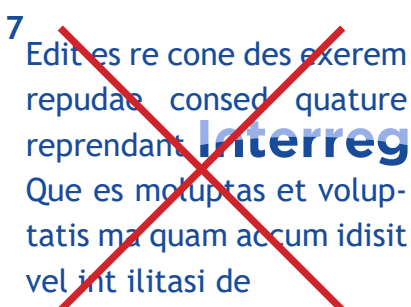 7
Edit es re cone des exerem
repudae consed quature
reprendant Interreg
Que es moluptas et volup-
tatis ma quam accum idisit
vel int ilitasi de